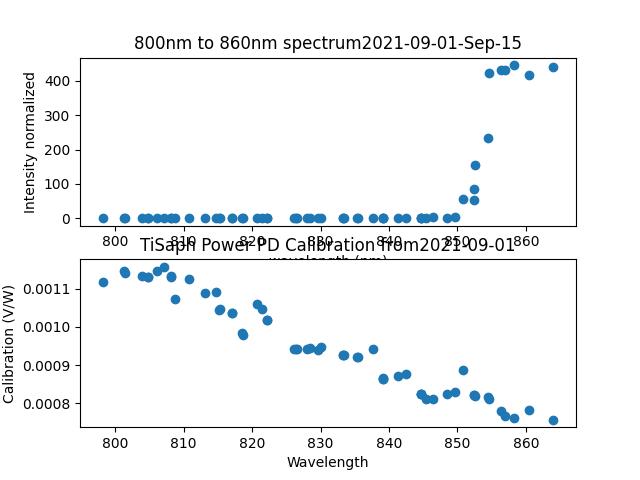 800nm to 860nm spectrum2021-09-01-Sep-15
Intensity normalized
400
300
200
100
0
800 810 820 830 840 850 860
wavelength (nm)
TiSaph Power PD Calibration from2021-09-01
Calibration (V/W)
0.0011
0.0010
0.0009
0.0008
800 810 820 830 840 850 860
Wavelength